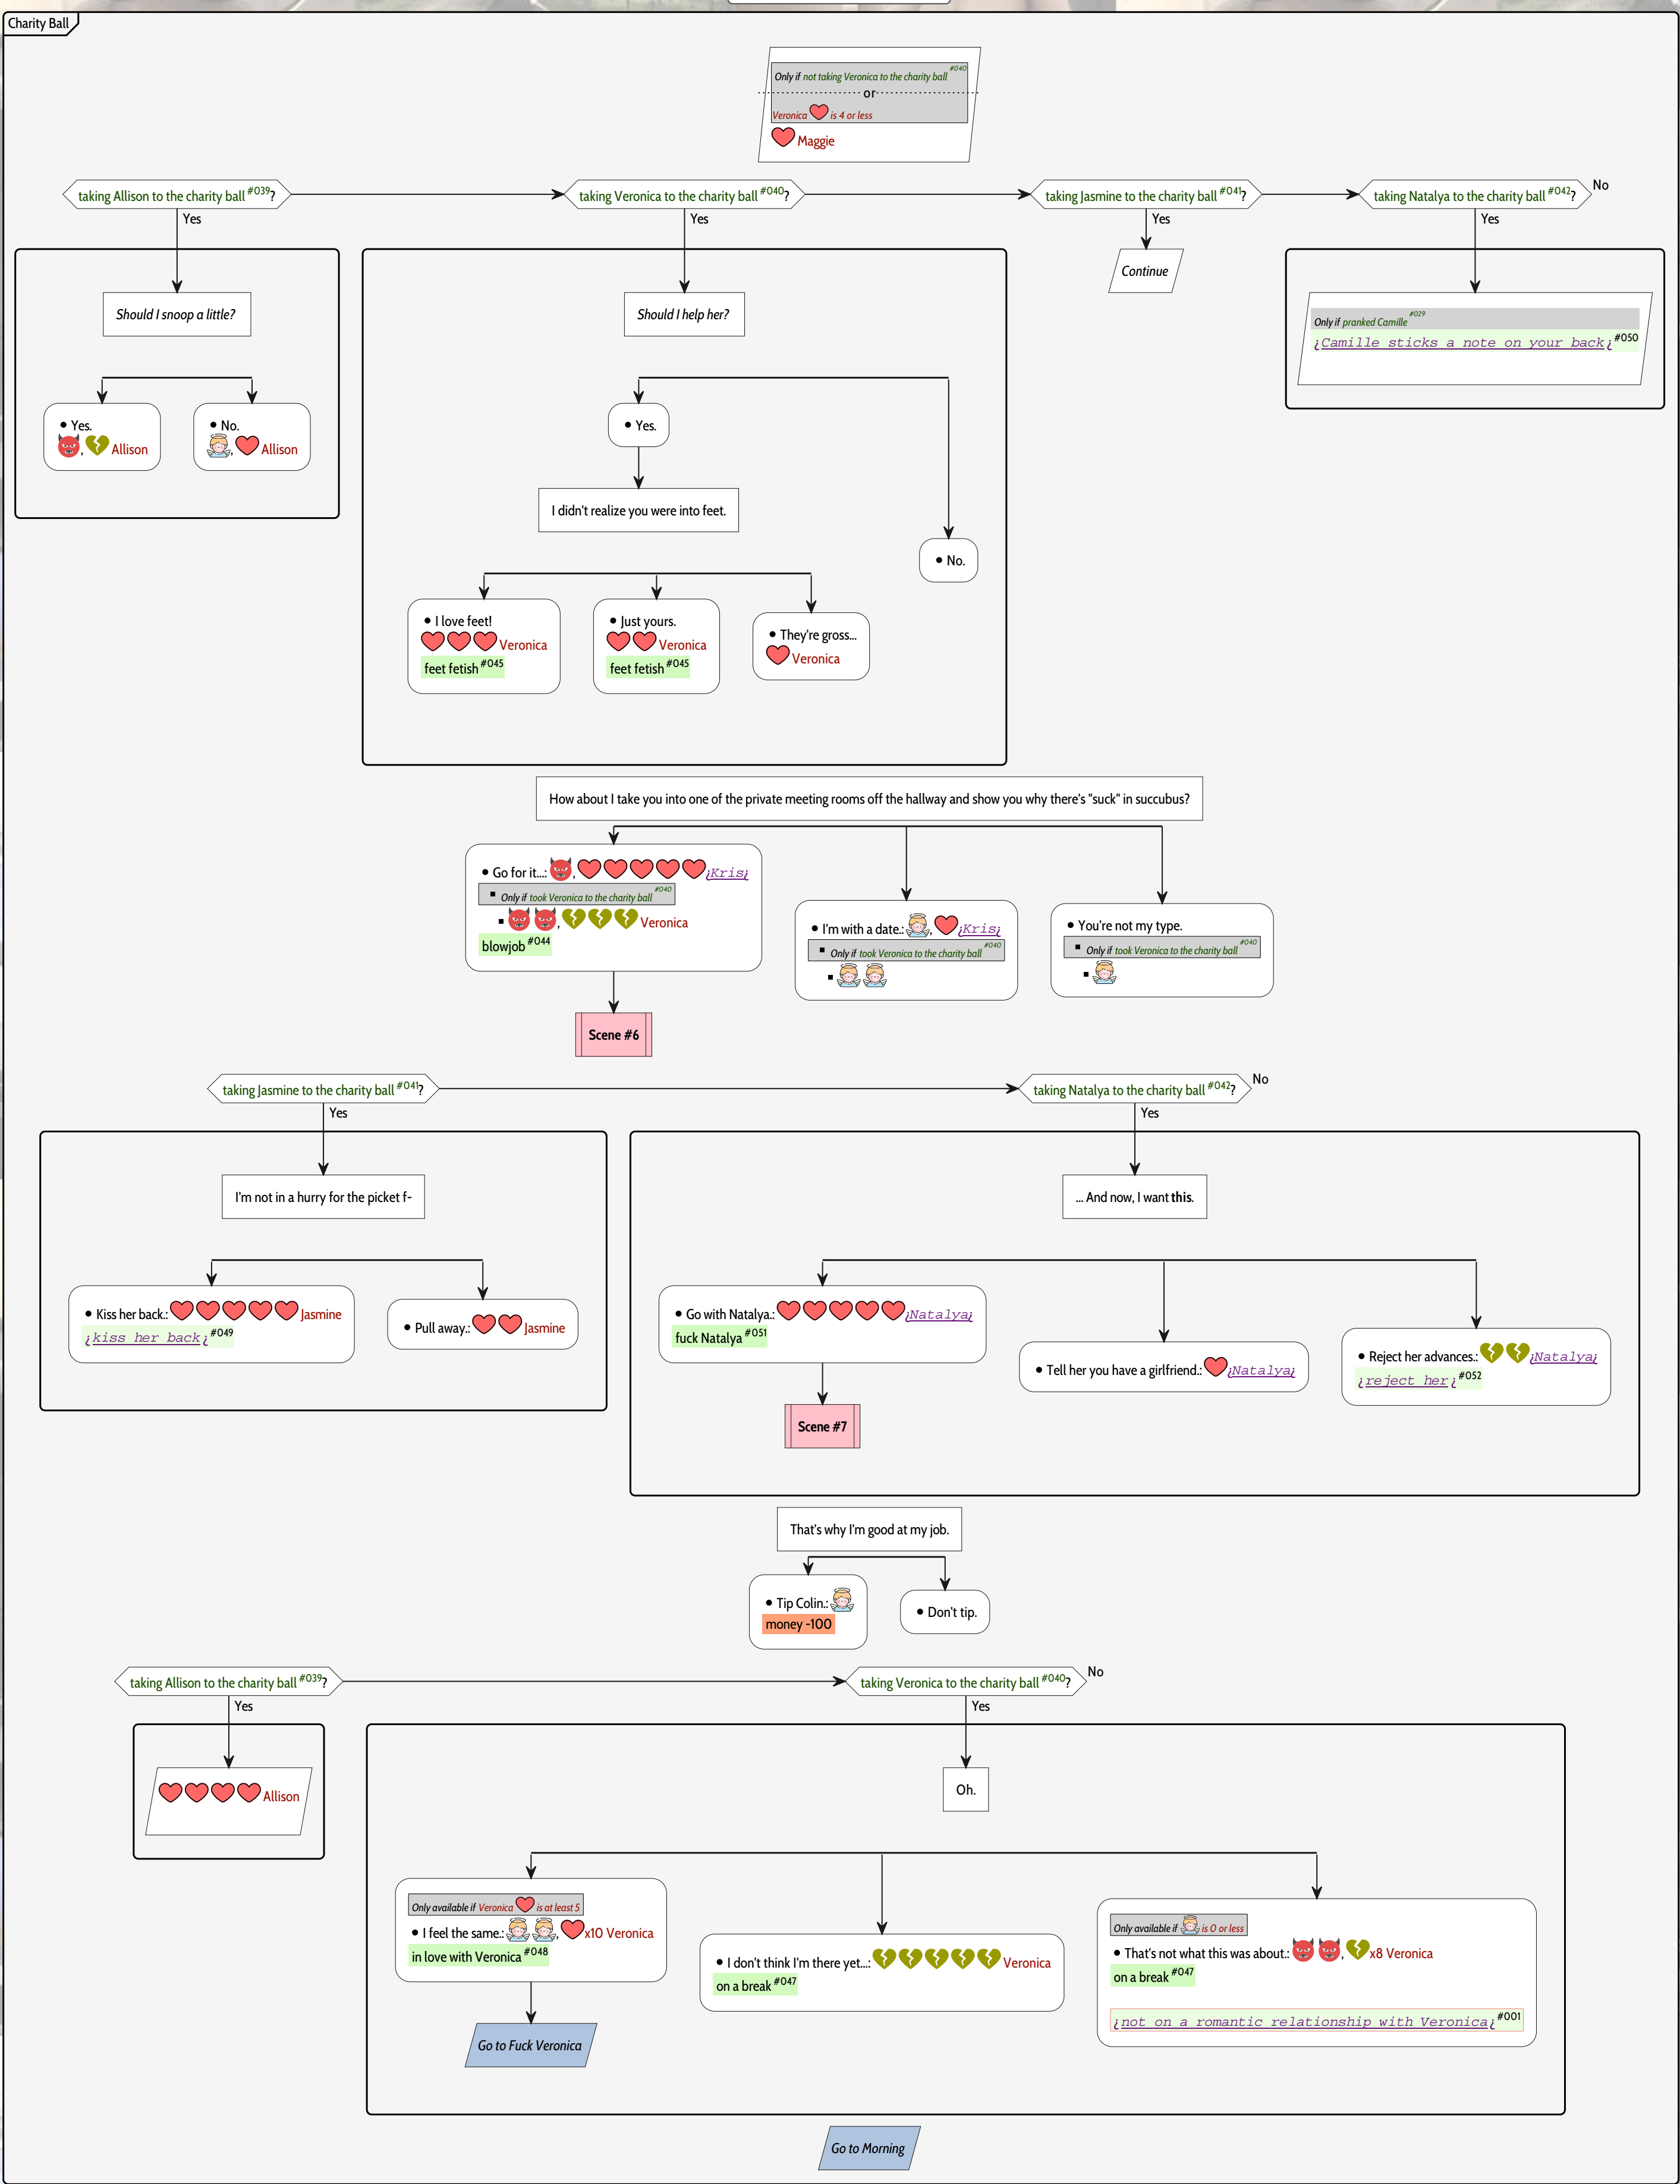 Charity Ball
Only if not taking Veronica to the charity ball #040
or
Veronica is 4 or less
Maggie
taking Allison to the charity ball #039?
taking Veronica to the charity ball #040?
taking Jasmine to the charity ball #041?
taking Natalya to the charity ball #042?
No
Yes
Yes
Yes
Yes
Continue
Should I snoop a little?
Should I help her?
Only if pranked Camille #029
¿Camille sticks a note on your back¿ #050
• Yes.
, Allison
• No.
, Allison
• Yes.
I didn't realize you were into feet.
• No.
• I love feet!
Veronica
feet fetish #045
• Just yours.
Veronica
feet fetish #045
• They're gross...
Veronica
How about I take you into one of the private meeting rooms off the hallway and show you why there's "suck" in succubus?
• Go for it...: , ¿Kris¿
▪ Only if took Veronica to the charity ball #040
▪ , Veronica
blowjob #044
• I'm with a date.: , ¿Kris¿
▪ Only if took Veronica to the charity ball #040
▪
• You're not my type.
▪ Only if took Veronica to the charity ball #040
▪
Scene #6
taking Jasmine to the charity ball #041?
taking Natalya to the charity ball #042?
No
Yes
Yes
I'm not in a hurry for the picket f-
... And now, I want this.
• Kiss her back.: Jasmine
¿kiss her back¿ #049
• Pull away.: Jasmine
• Go with Natalya.: ¿Natalya¿
fuck Natalya #051
• Tell her you have a girlfriend.: ¿Natalya¿
• Reject her advances.: ¿Natalya¿
¿reject her¿ #052
Scene #7
That's why I'm good at my job.
• Tip Colin.:
money -100
• Don't tip.
taking Allison to the charity ball #039?
taking Veronica to the charity ball #040?
No
Yes
Yes
Allison
Oh.
Only available if Veronica is at least 5
• I feel the same.: , x10 Veronica
in love with Veronica #048
• I don't think I'm there yet...: Veronica
on a break #047
Only available if is 0 or less
• That's not what this was about.: , x8 Veronica
on a break #047
¿not on a romantic relationship with Veronica¿ #001
Go to Fuck Veronica
Go to Morning